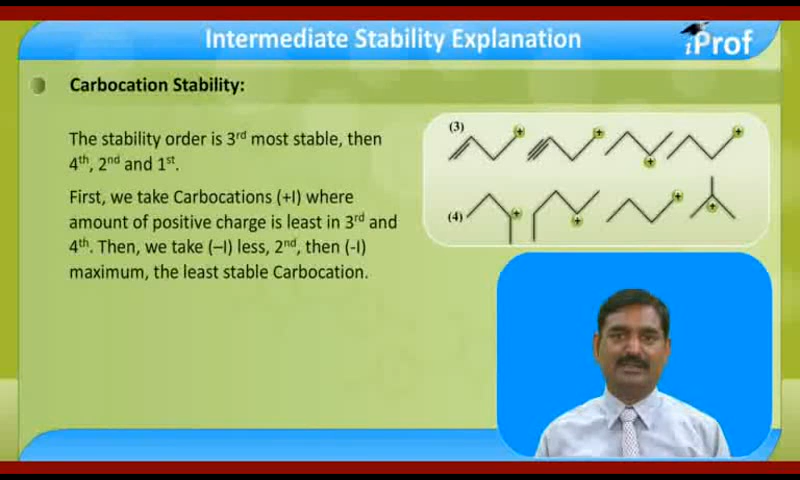 Intermediate Stability Explanation
iProf
Carbocation Stability:
The stability order is 3rd most stable, then
4th, 2nd and 1st.
First, we take Carbocations (+I) where
amount of positive charge is least in 3rd and
4th. Then, we take (–I) less, 2nd, then (-I)
maximum, the least stable Carbocation.
(3)
+ + + +
(4)
+ + + +